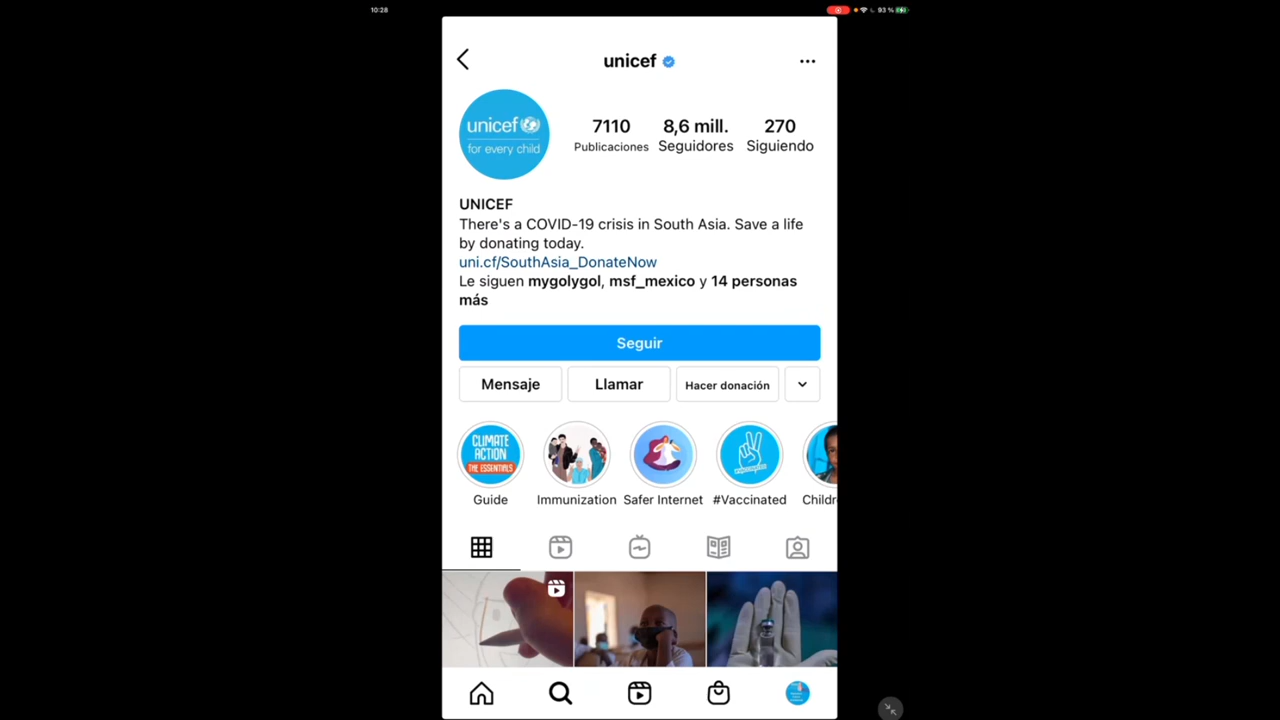 10:28
93 %
unicef
unicef
for every child
7110
Publicaciones
8,6 mill.
Seguidores
270
Siguiendo
UNICEF
There's a COVID-19 crisis in South Asia. Save a life
by donating today.
uni.cf/SouthAsia_DonateNow
Le siguen mygolygol, msf_mexico y 14 personas
más
Seguir
Mensaje
Llamar
Hacer donación
CLIMATE
ACTION
THE ESSENTIALS
Guide
Immunization
Safer Internet
#Vaccinated
Childr